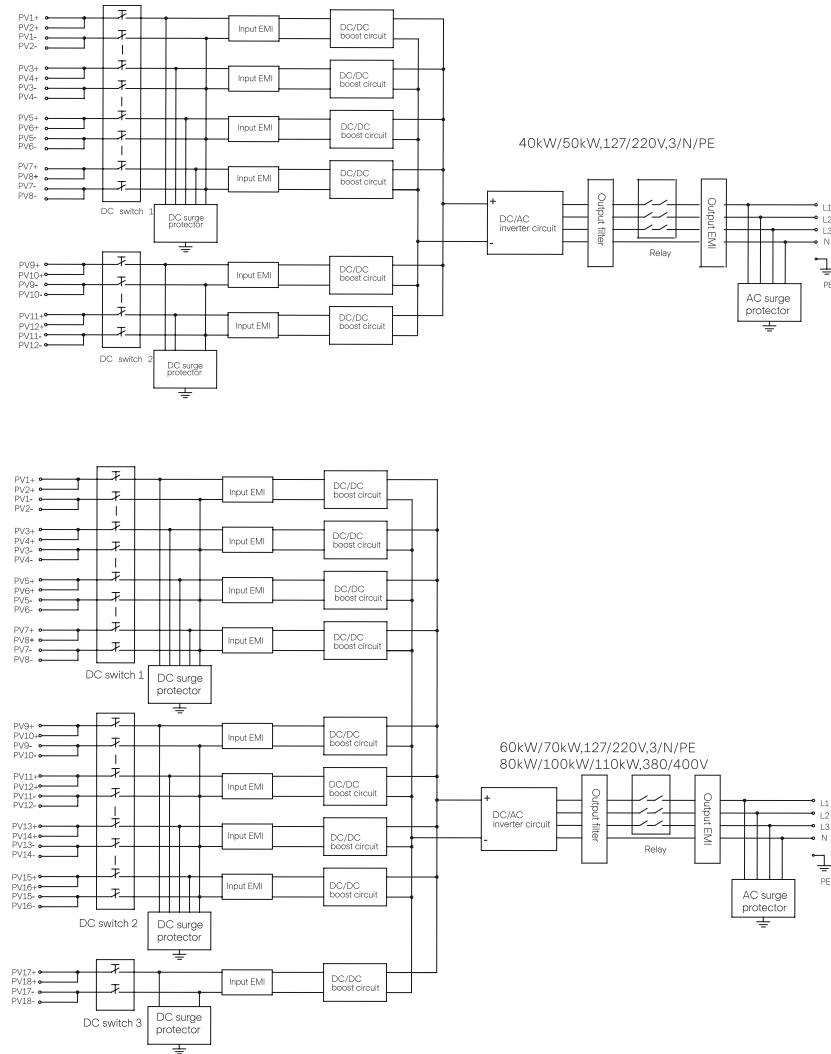 PV1+
PV2+
PV1-
PV2-
Input EMI
DC/DC
boost circuit
PV3+
PV4+
PV3-
PV4-
Input EMI
DC/DC
boost circuit
PV5+
PV6+
PV5-
PV6-
Input EMI
DC/DC
boost circuit
40kW/50kW,127/220V,3/N/PE
PV7+
PV8+
PV7-
PV8-
Input EMI
DC/DC
boost circuit
DC switch 1
DC surge
protector
+
-
DC/AC
inverter circuit
Output filter
Relay
Output EMI
L1
L2
L3
N
PE
AC surge
protector
PV9+
PV10+
PV9-
PV10-
Input EMI
DC/DC
boost circuit
PV11+
PV12+
PV11-
PV12-
Input EMI
DC/DC
boost circuit
DC switch 2
DC surge
protector
PV1+
PV2+
PV1-
PV2-
Input EMI
DC/DC
boost circuit
PV3+
PV4+
PV3-
PV4-
Input EMI
DC/DC
boost circuit
PV5+
PV6+
PV5-
PV6-
Input EMI
DC/DC
boost circuit
PV7+
PV8+
PV7-
PV8-
Input EMI
DC/DC
boost circuit
DC switch 1
DC surge
protector
PV9+
PV10+
PV9-
PV10-
Input EMI
DC/DC
boost circuit
60kW/70kW,127/220V,3/N/PE
80kW/100kW/110kW,380/400V
PV11+
PV12+
PV11-
PV12-
Input EMI
DC/DC
boost circuit
+
-
DC/AC
inverter circuit
Output filter
Relay
Output EMI
L1
L2
L3
N
PE
AC surge
protector
PV13+
PV14+
PV13-
PV14-
Input EMI
DC/DC
boost circuit
PV15+
PV16+
PV15-
PV16-
Input EMI
DC/DC
boost circuit
DC switch 2
DC surge
protector
PV17+
PV18+
PV17-
PV18-
Input EMI
DC/DC
boost circuit
DC switch 3
DC surge
protector